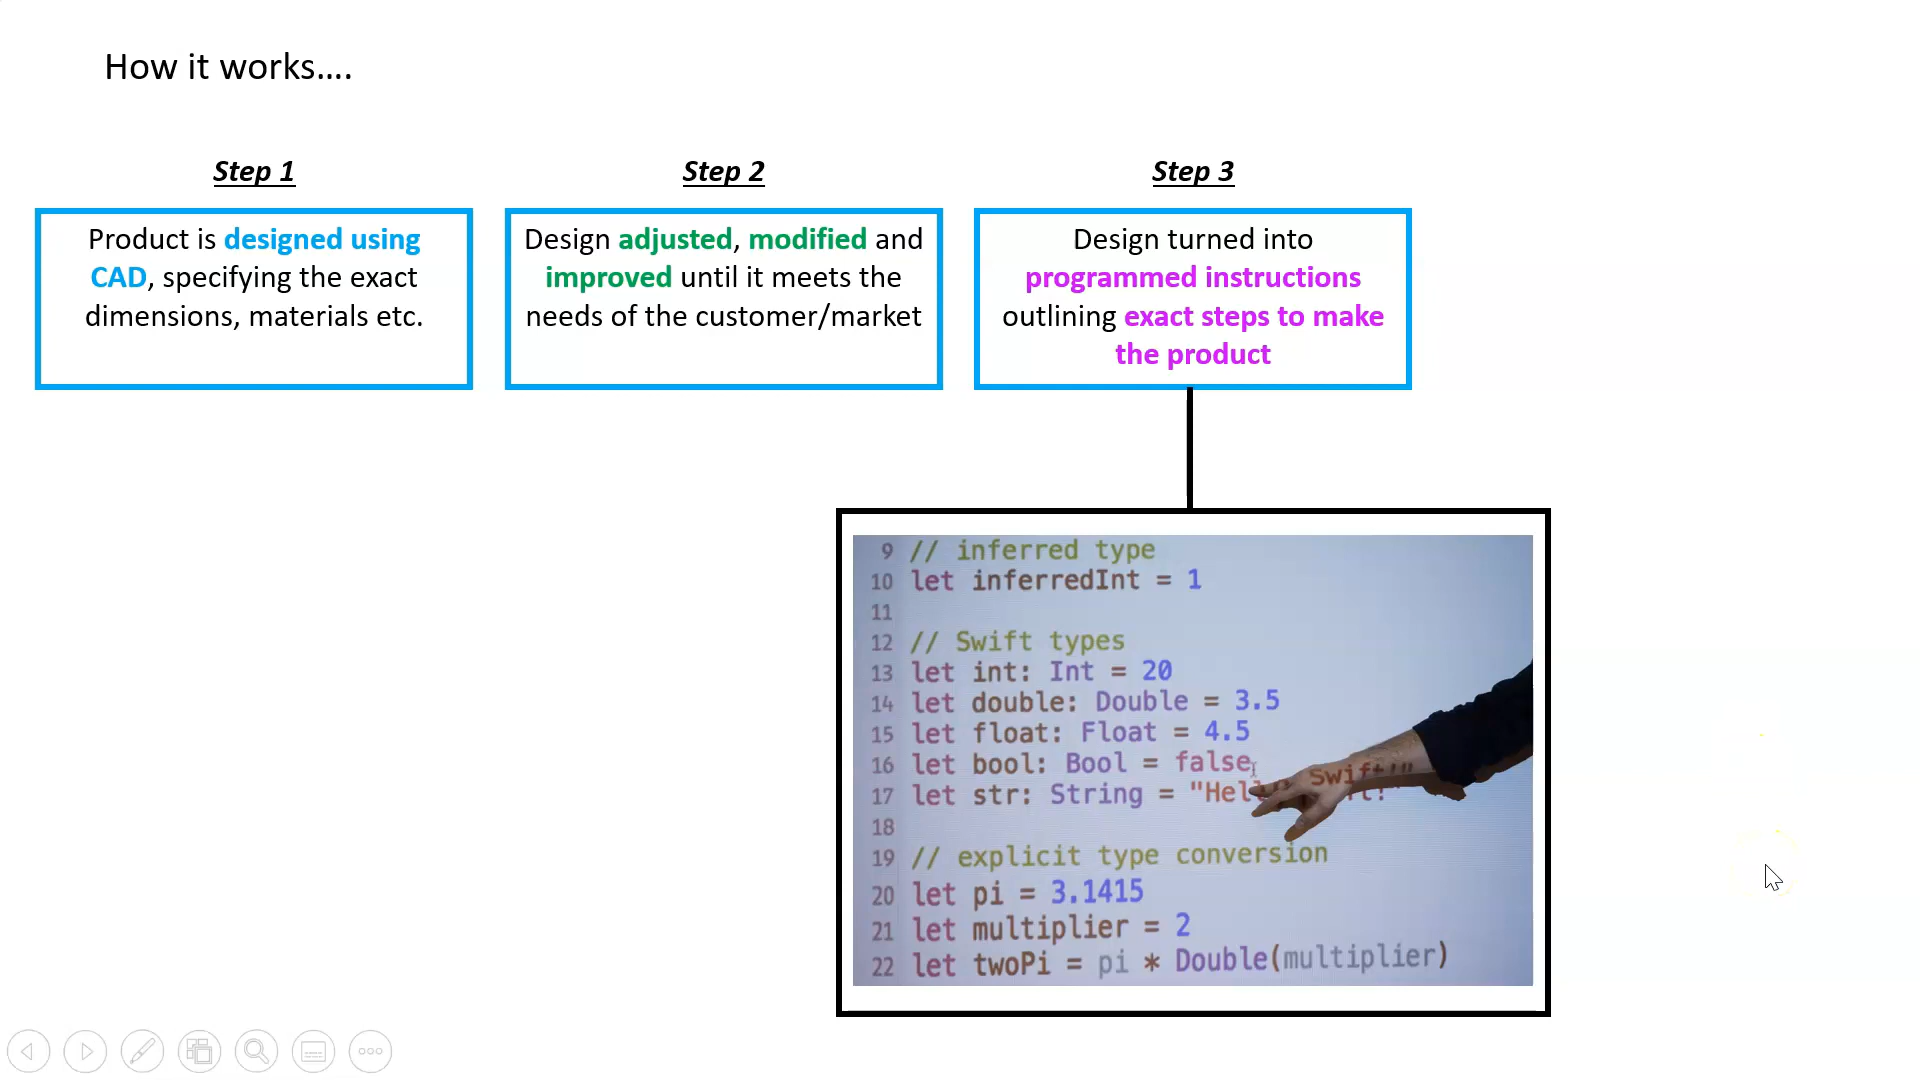 How it works....
Step 1
Product is designed using
CAD, specifying the exact
dimensions, materials etc.
Step 2
Design adjusted, modified and
improved until it meets the
needs of the customer/market
Step 3
Design turned into
programmed instructions
outlining exact steps to make
the product
9 // inferred type
10 let inferredInt = 1
11
12 // Swift types
13 let int: Int = 20
14 let double: Double = 3.5
15 let float: Float = 4.5
16 let bool: Bool = false
17 let str: String = "Hello Swift!"
18
19 // explicit type conversion
20 let pi = 3.1415
21 let multiplier = 2
22 let twoPi = pi * Double(multiplier)